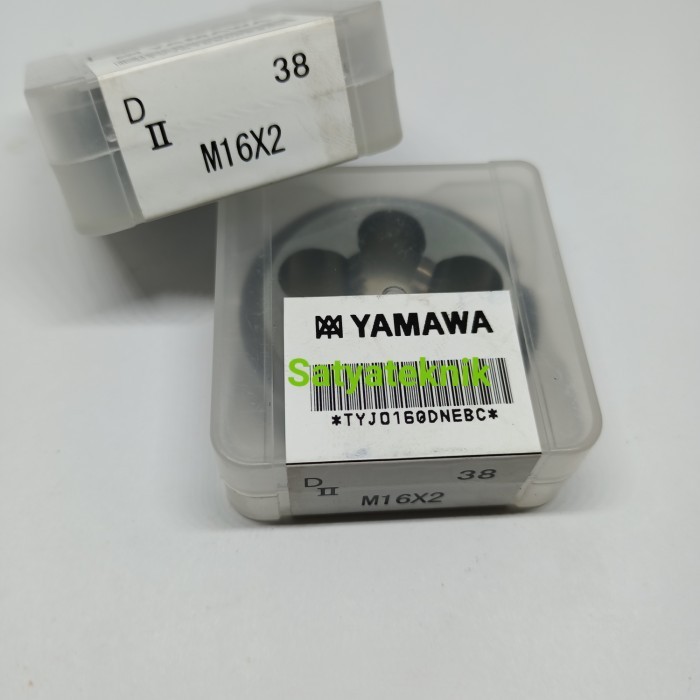 38
D
II
M16X2
YAMAWA
Satyateknik
*TYJ0160DNEBC*
D
II
38
M16X2